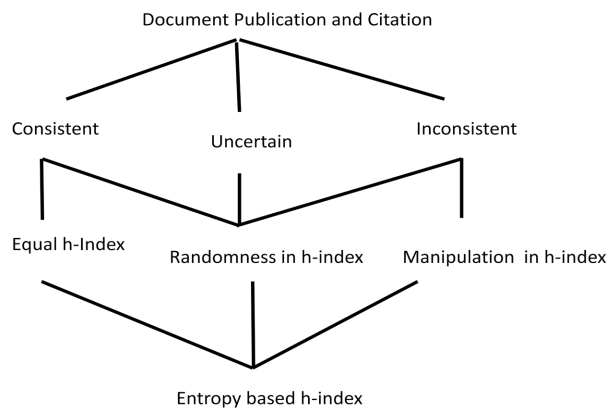 Document Publication and Citation
Consistent
Uncertain
Inconsistent
Equal h-Index
Randomness in h-index
Manipulation in h-index
Entropy based h-index